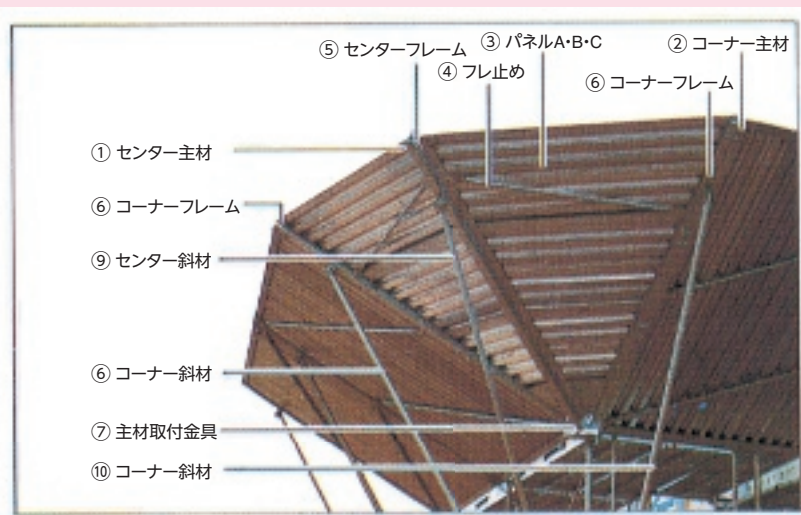 ⑤ センターフレーム
③ パネルA・B・C
② コーナー主材
④ フレ止め
⑥ コーナーフレーム
① センター主材
⑥ コーナーフレーム
⑨ センター斜材
⑥ コーナー斜材
⑦ 主材取付金具
⑩ コーナー斜材